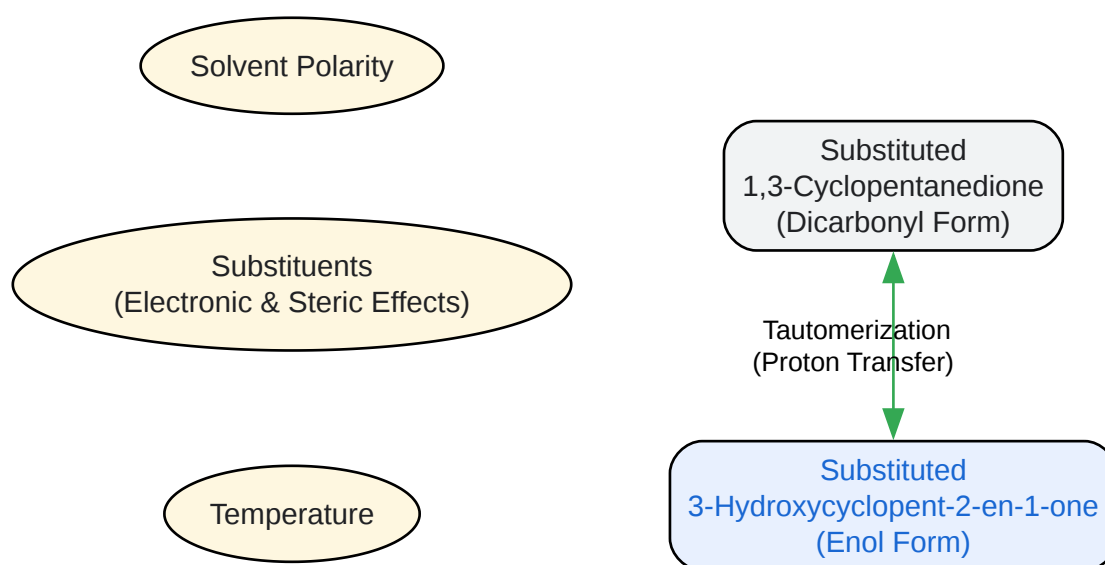 Solvent Polarity
Substituents
(Electronic & Steric Effects)
Temperature
Substituted
1,3-Cyclopentanedione
(Dicarbonyl Form)
Tautomerization
(Proton Transfer)
Substituted
3-Hydroxycyclopent-2-en-1-one
(Enol Form)